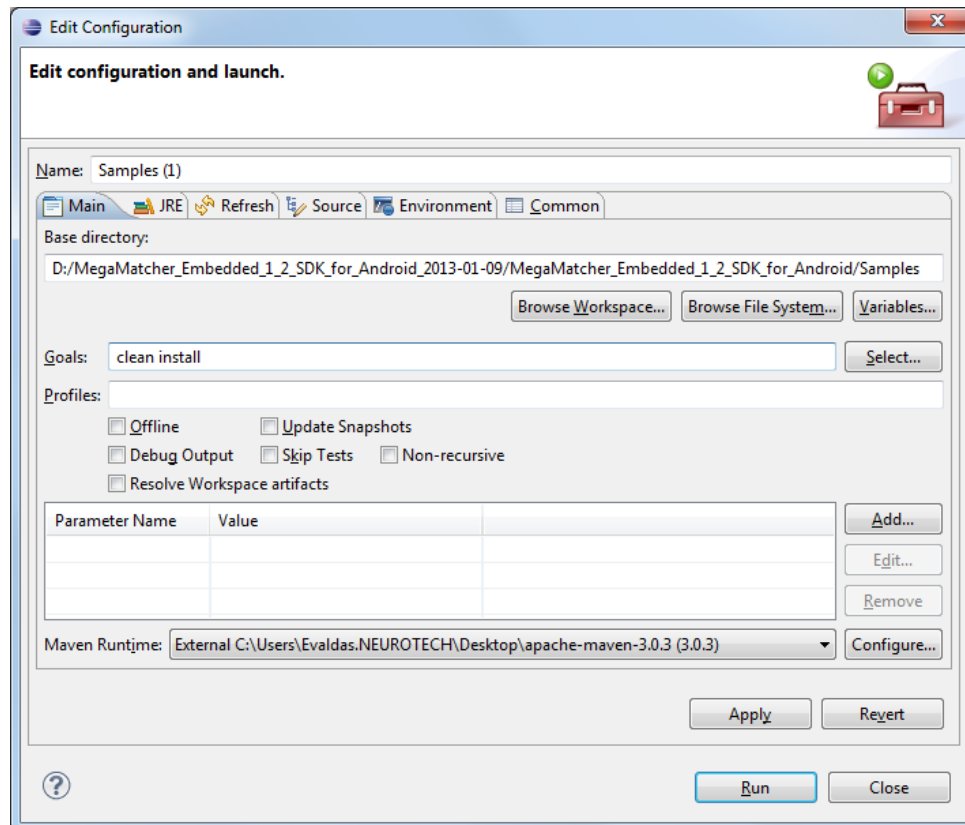 Edit Configuration
Edit configuration and launch.
Name: Samples (1)
Main JRE Refresh Source Environment Common
Base directory:
D:/MegaMatcher_Embedded_1_2_SDK_for_Android_2013-01-09/MegaMatcher_Embedded_1_2_SDK_for_Android/Samples
Browse Workspace... Browse File System... Variables...
Goals: clean install Select...
Profiles:
Offline Update Snapshots
Debug Output Skip Tests Non-recursive
Resolve Workspace artifacts
Parameter Name Value Add...
Edit...
Remove
Maven Runtime: External C:\Users\Evaldas.NEUROTECH\Desktop\apache-maven-3.0.3 (3.0.3) Configure...
Apply Revert
? Run Close